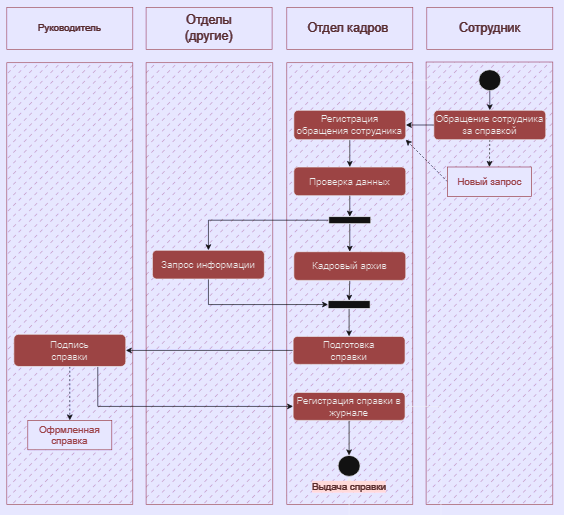 Руководитель
Отделы
(другие)
Отдел кадров
Сотрудник
Регистрация
обращения сотрудника
Обращение сотрудника
за справкой
Проверка данных
Новый запрос
Запрос информации
Кадровый архив
Подпись
справки
Подготовка
справки
Регистрация справки в
журнале
Офрмленная
справка
Выдача справки